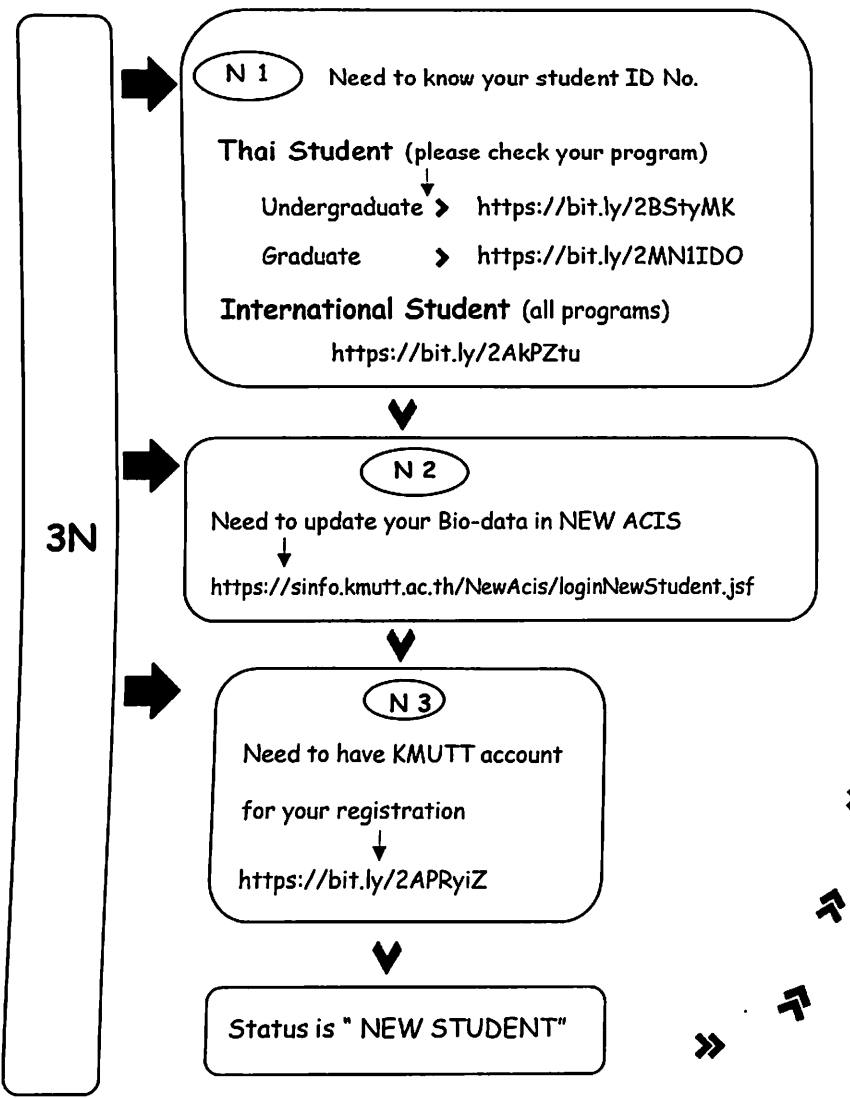 3N
N 1 Need to know your student ID No.
Thai Student (please check your program)
Undergraduate > https://bit.ly/2BStyMK
Graduate > https://bit.ly/2MN1IDO
International Student (all programs)
https://bit.ly/2AkPZtu
N 2
Need to update your Bio-data in NEW ACIS
https://sinfo.kmutt.ac.th/NewAcis/loginNewStudent.jsf
N 3
Need to have KMUTT account
for your registration
https://bit.ly/2APRyiZ
Status is " NEW STUDENT"